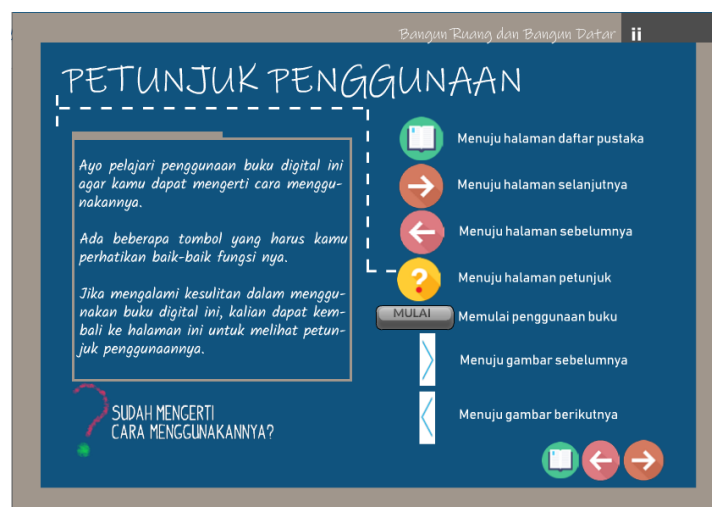 Bangun Ruang dan Bangun Datar ii
PETUNJUK PENGGUNAAN
Ayo pelajari penggunaan buku digital ini
agar kamu dapat mengerti cara menggu-
nakannya.
Ada beberapa tombol yang harus kamu
perhatikan baik-baik fungsi nya.
Jika mengalami kesulitan dalam menggu-
nakan buku digital ini, kalian dapat kem-
bali ke halaman ini untuk melihat petun-
juk penggunaannya.
SUDAH MENGERTI
CARA MENGGUNAKANNYA?
Menuju halaman daftar pustaka
Menuju halaman selanjutnya
Menuju halaman sebelumnya
? Menuju halaman petunjuk
MULAI Memulai penggunaan buku
Menuju gambar sebelumnya
Menuju gambar berikutnya